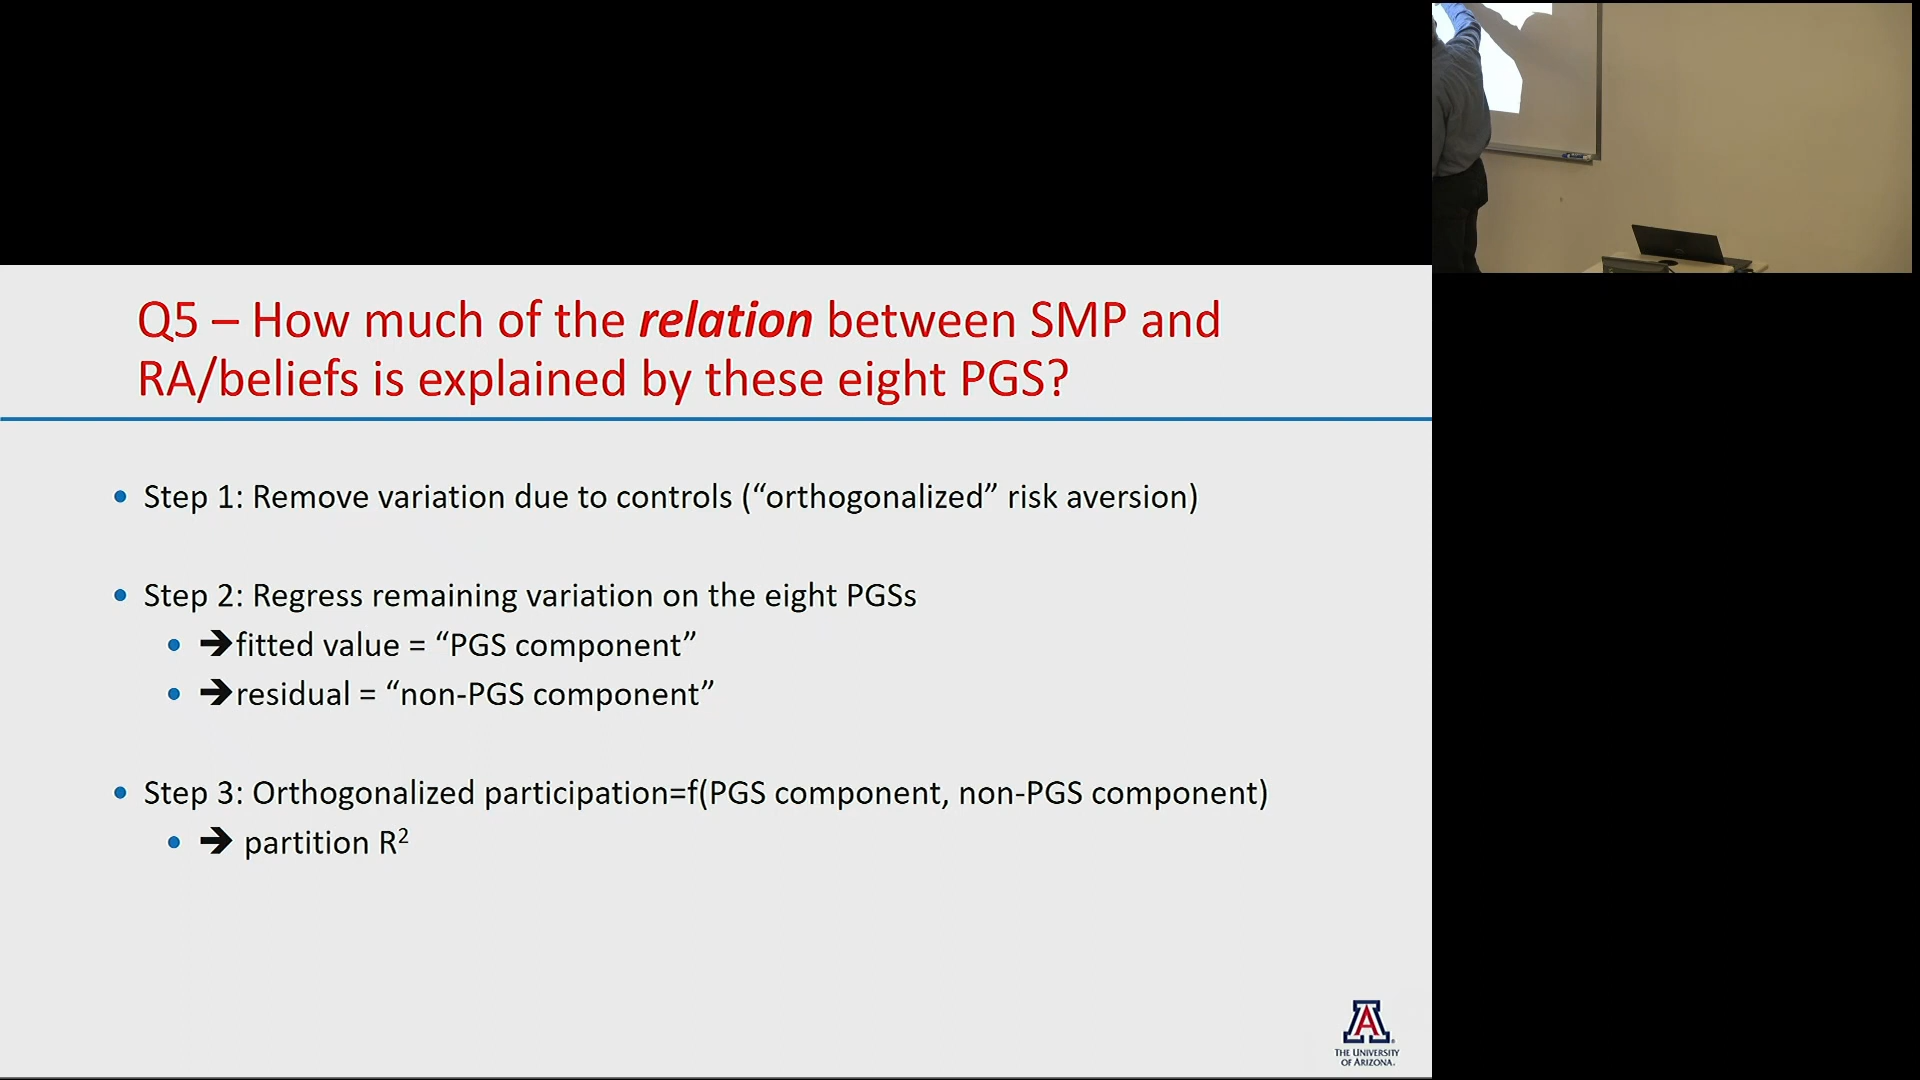 Q5 – How much of the relation between SMP and
RA/beliefs is explained by these eight PGS?
• Step 1: Remove variation due to controls (“orthogonalized” risk aversion)
• Step 2: Regress remaining variation on the eight PGSs
• ➔fitted value = “PGS component”
• ➔residual = “non-PGS component”
• Step 3: Orthogonalized participation=f(PGS component, non-PGS component)
• ➔ partition R²
A
THE UNIVERSITY
OF ARIZONA.